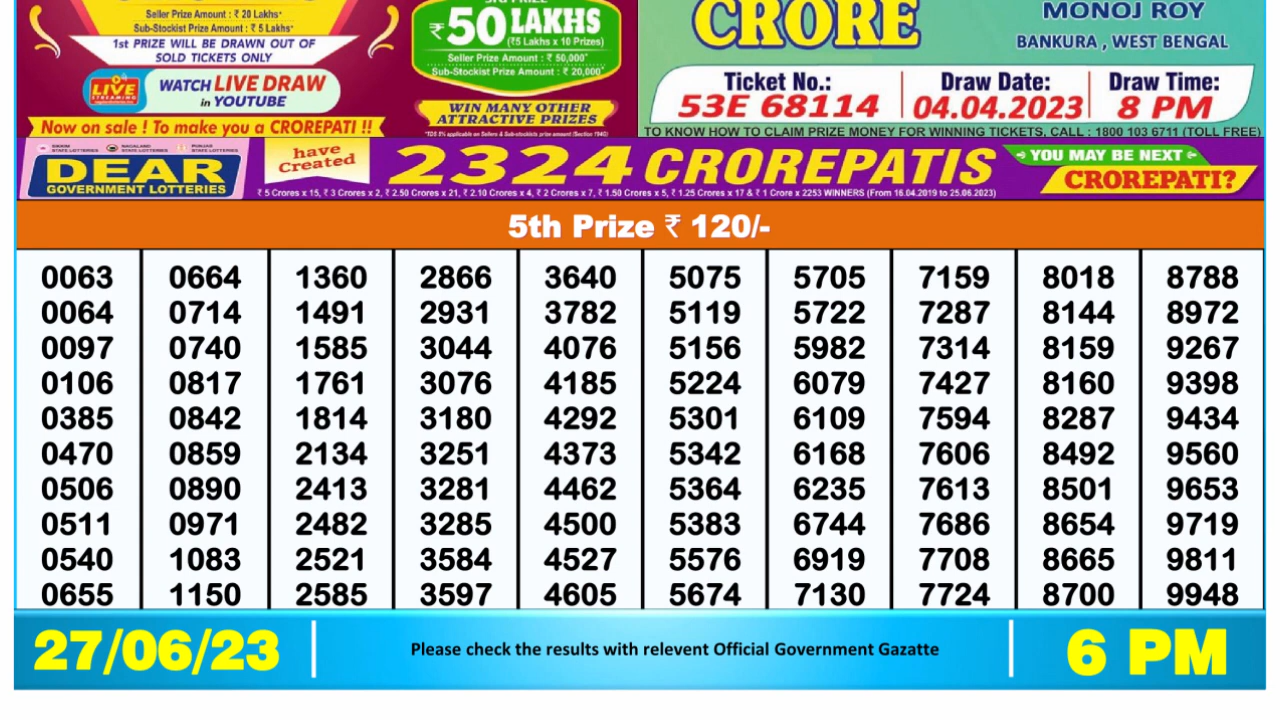 Seller Prize Amount : ₹ 20 Lakhs*
Sub-Stockist Prize Amount : ₹ 5 Lakhs*
1st PRIZE WILL BE DRAWN OUT OF
SOLD TICKETS ONLY
LIVE
STREAMING
WATCH LIVE DRAW
in YOUTUBE
Now on sale ! To make you a CROREPATI !!
₹ 50 LAKHS
(₹5 Lakhs x 10 Prizes)
Seller Prize Amount : ₹ 50,000*
Sub-Stockist Prize Amount : ₹ 20,000*
WIN MANY OTHER
ATTRACTIVE PRIZES
*TDS 5% applicable on Sellers & Sub-stockists prize amount (Section 194G)
CRORE
MONOJ ROY
BANKURA , WEST BENGAL
Ticket No.: Draw Date: Draw Time:
53E 68114 04.04.2023 8 PM
TO KNOW HOW TO CLAIM PRIZE MONEY FOR WINNING TICKETS, CALL : 1800 103 6711 (TOLL FREE)
SIKKIM STATE LOTTERIES NAGALAND STATE LOTTERIES PUNJAB STATE LOTTERIES
DEAR
GOVERNMENT LOTTERIES
have
Created
2324 CROREPATIS
YOU MAY BE NEXT
CROREPATI?
₹ 5 Crores x 15, ₹ 3 Crores x 2, ₹ 2.50 Crores x 21, ₹ 2.10 Crores x 4, ₹ 2 Crores x 7, ₹ 1.50 Crores x 5, ₹ 1.25 Crores x 17 & ₹ 1 Crore x 2253 WINNERS (From 16.04.2019 to 25.06.2023)
5th Prize ₹ 120/-
0063 0664 1360 2866 3640 5075 5705 7159 8018 8788
0064 0714 1491 2931 3782 5119 5722 7287 8144 8972
0097 0740 1585 3044 4076 5156 5982 7314 8159 9267
0106 0817 1761 3076 4185 5224 6079 7427 8160 9398
0385 0842 1814 3180 4292 5301 6109 7594 8287 9434
0470 0859 2134 3251 4373 5342 6168 7606 8492 9560
0506 0890 2413 3281 4462 5364 6235 7613 8501 9653
0511 0971 2482 3285 4500 5383 6744 7686 8654 9719
0540 1083 2521 3584 4527 5576 6919 7708 8665 9811
0655 1150 2585 3597 4605 5674 7130 7724 8700 9948
27/06/23
Please check the results with relevent Official Government Gazatte
6 PM